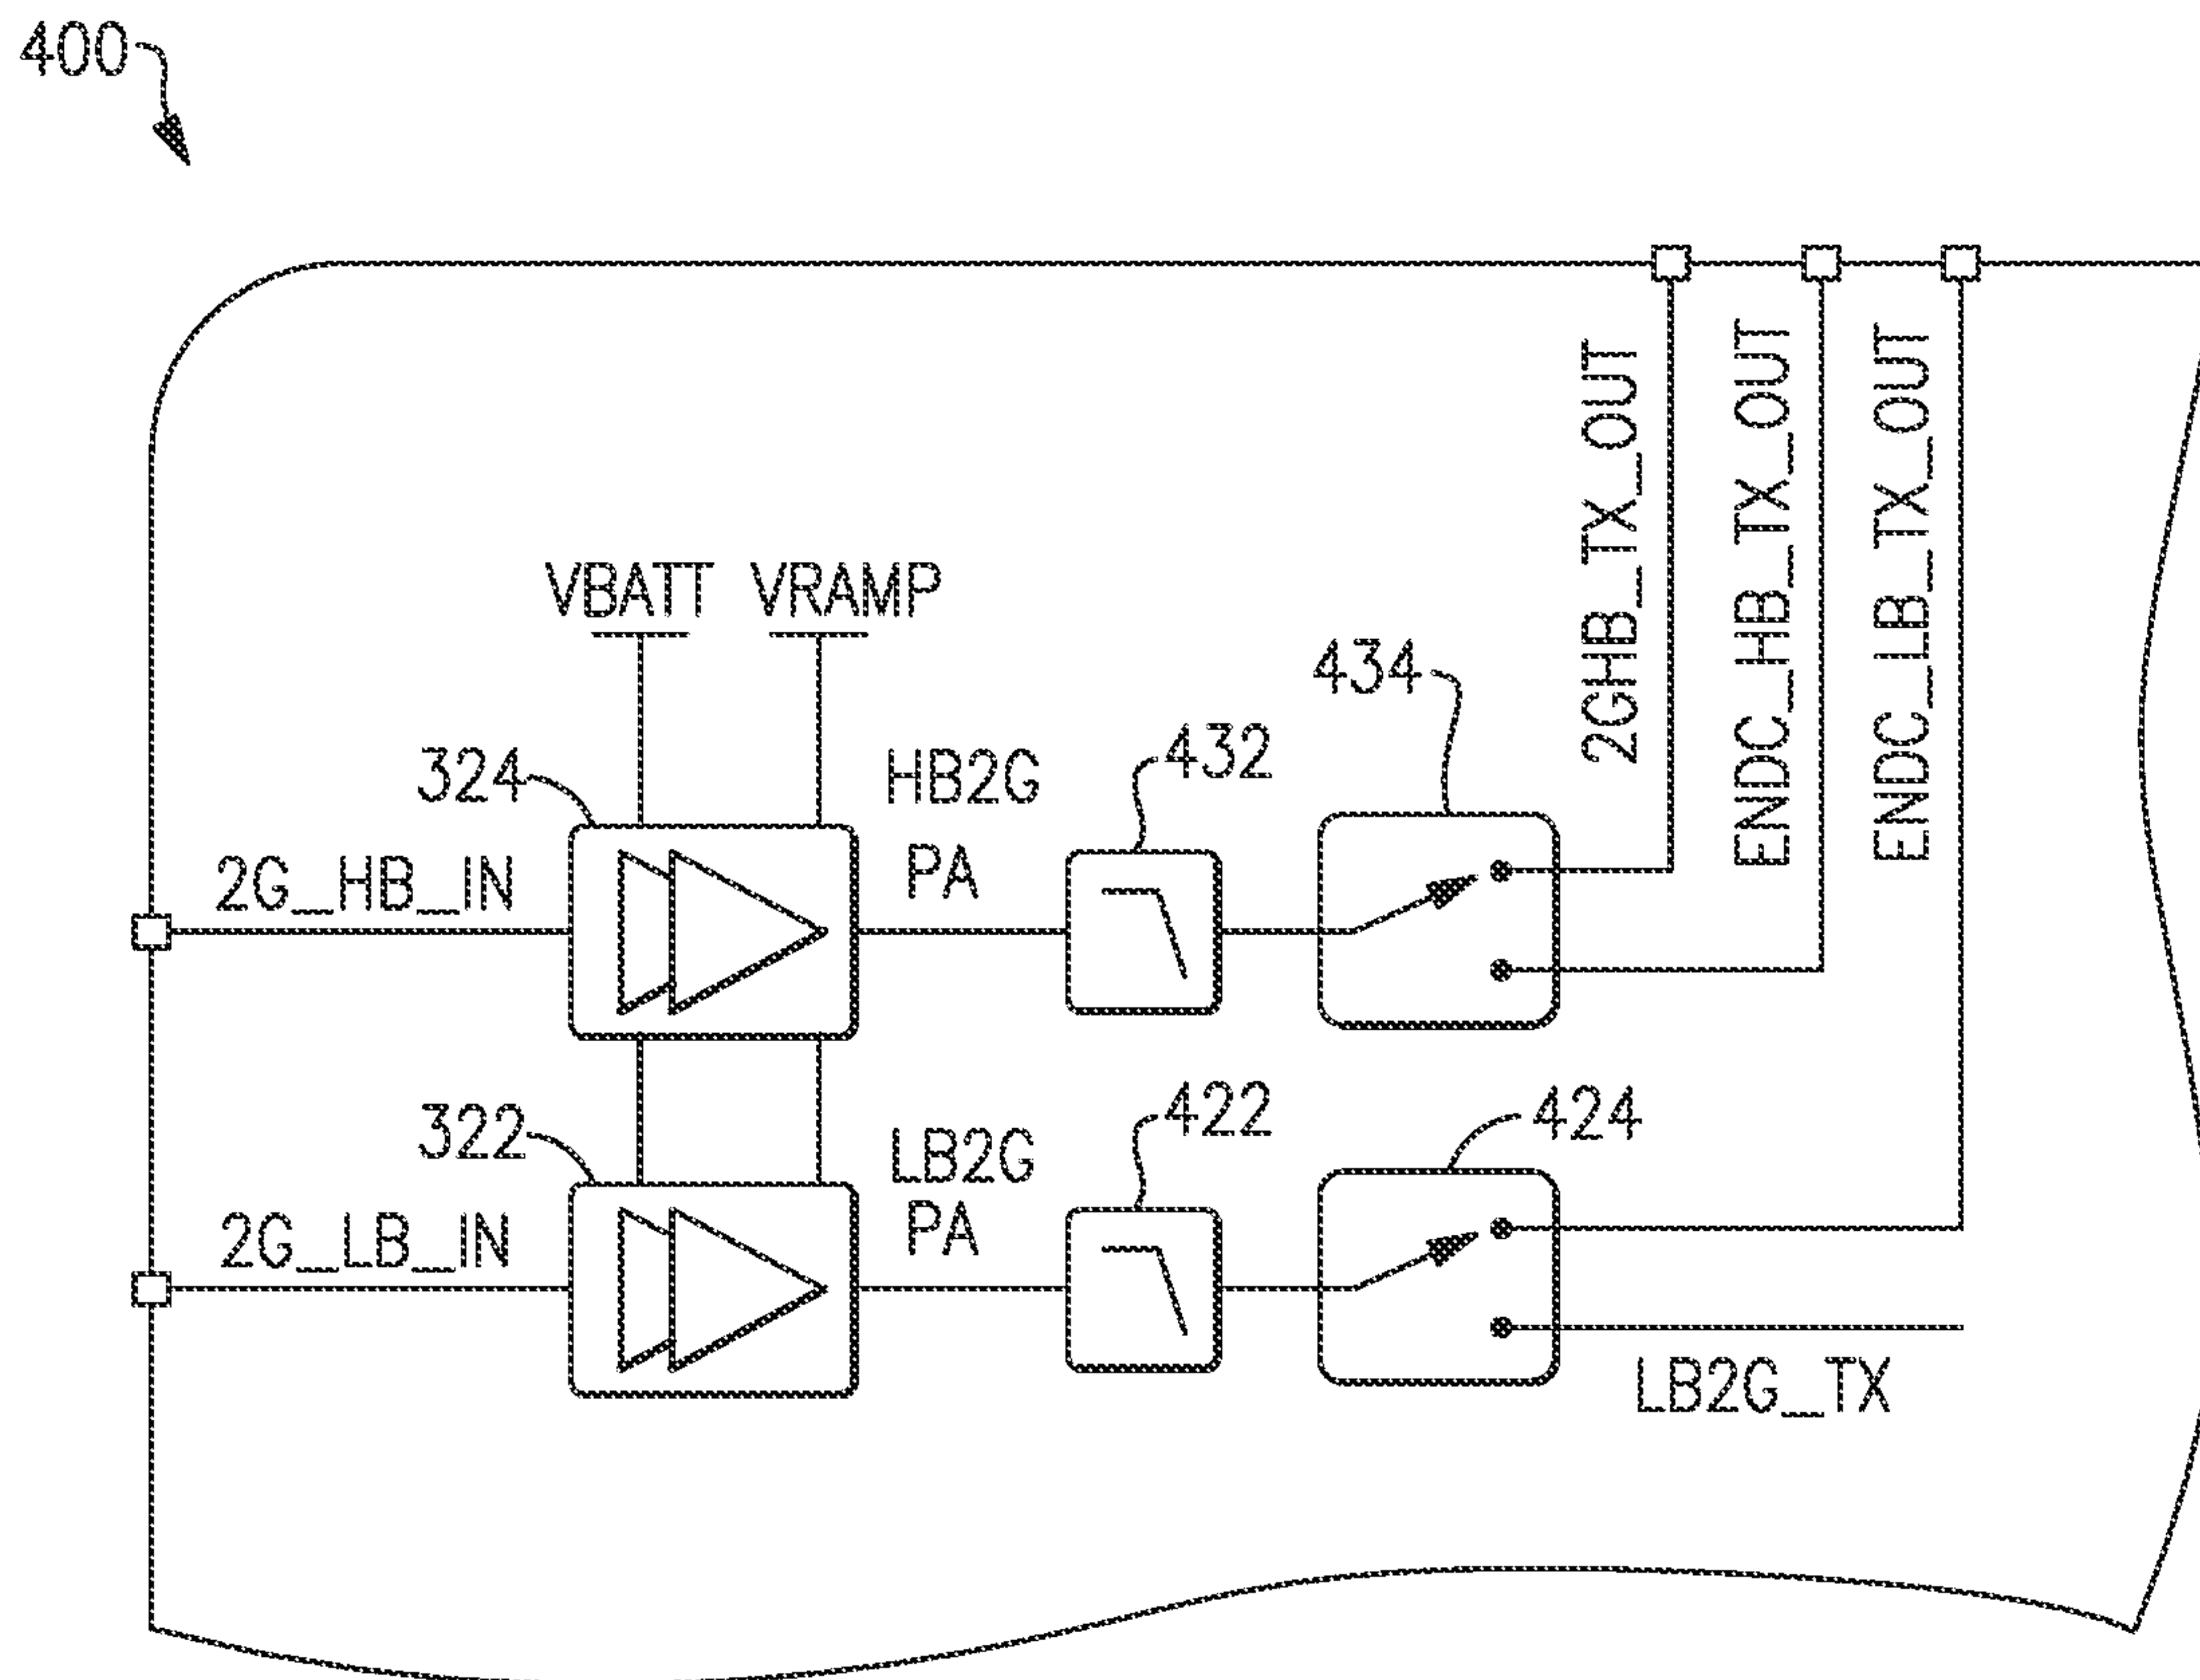 400
2GHB_TX_OUT
ENDC_HB_TX_OUT
ENDC_LB_TX_OUT
VBATT VRAMP
434
324
HB2G
PA
432
2G_HB_IN
322
LB2G
PA
422
424
2G_LB_IN
LB2G_TX